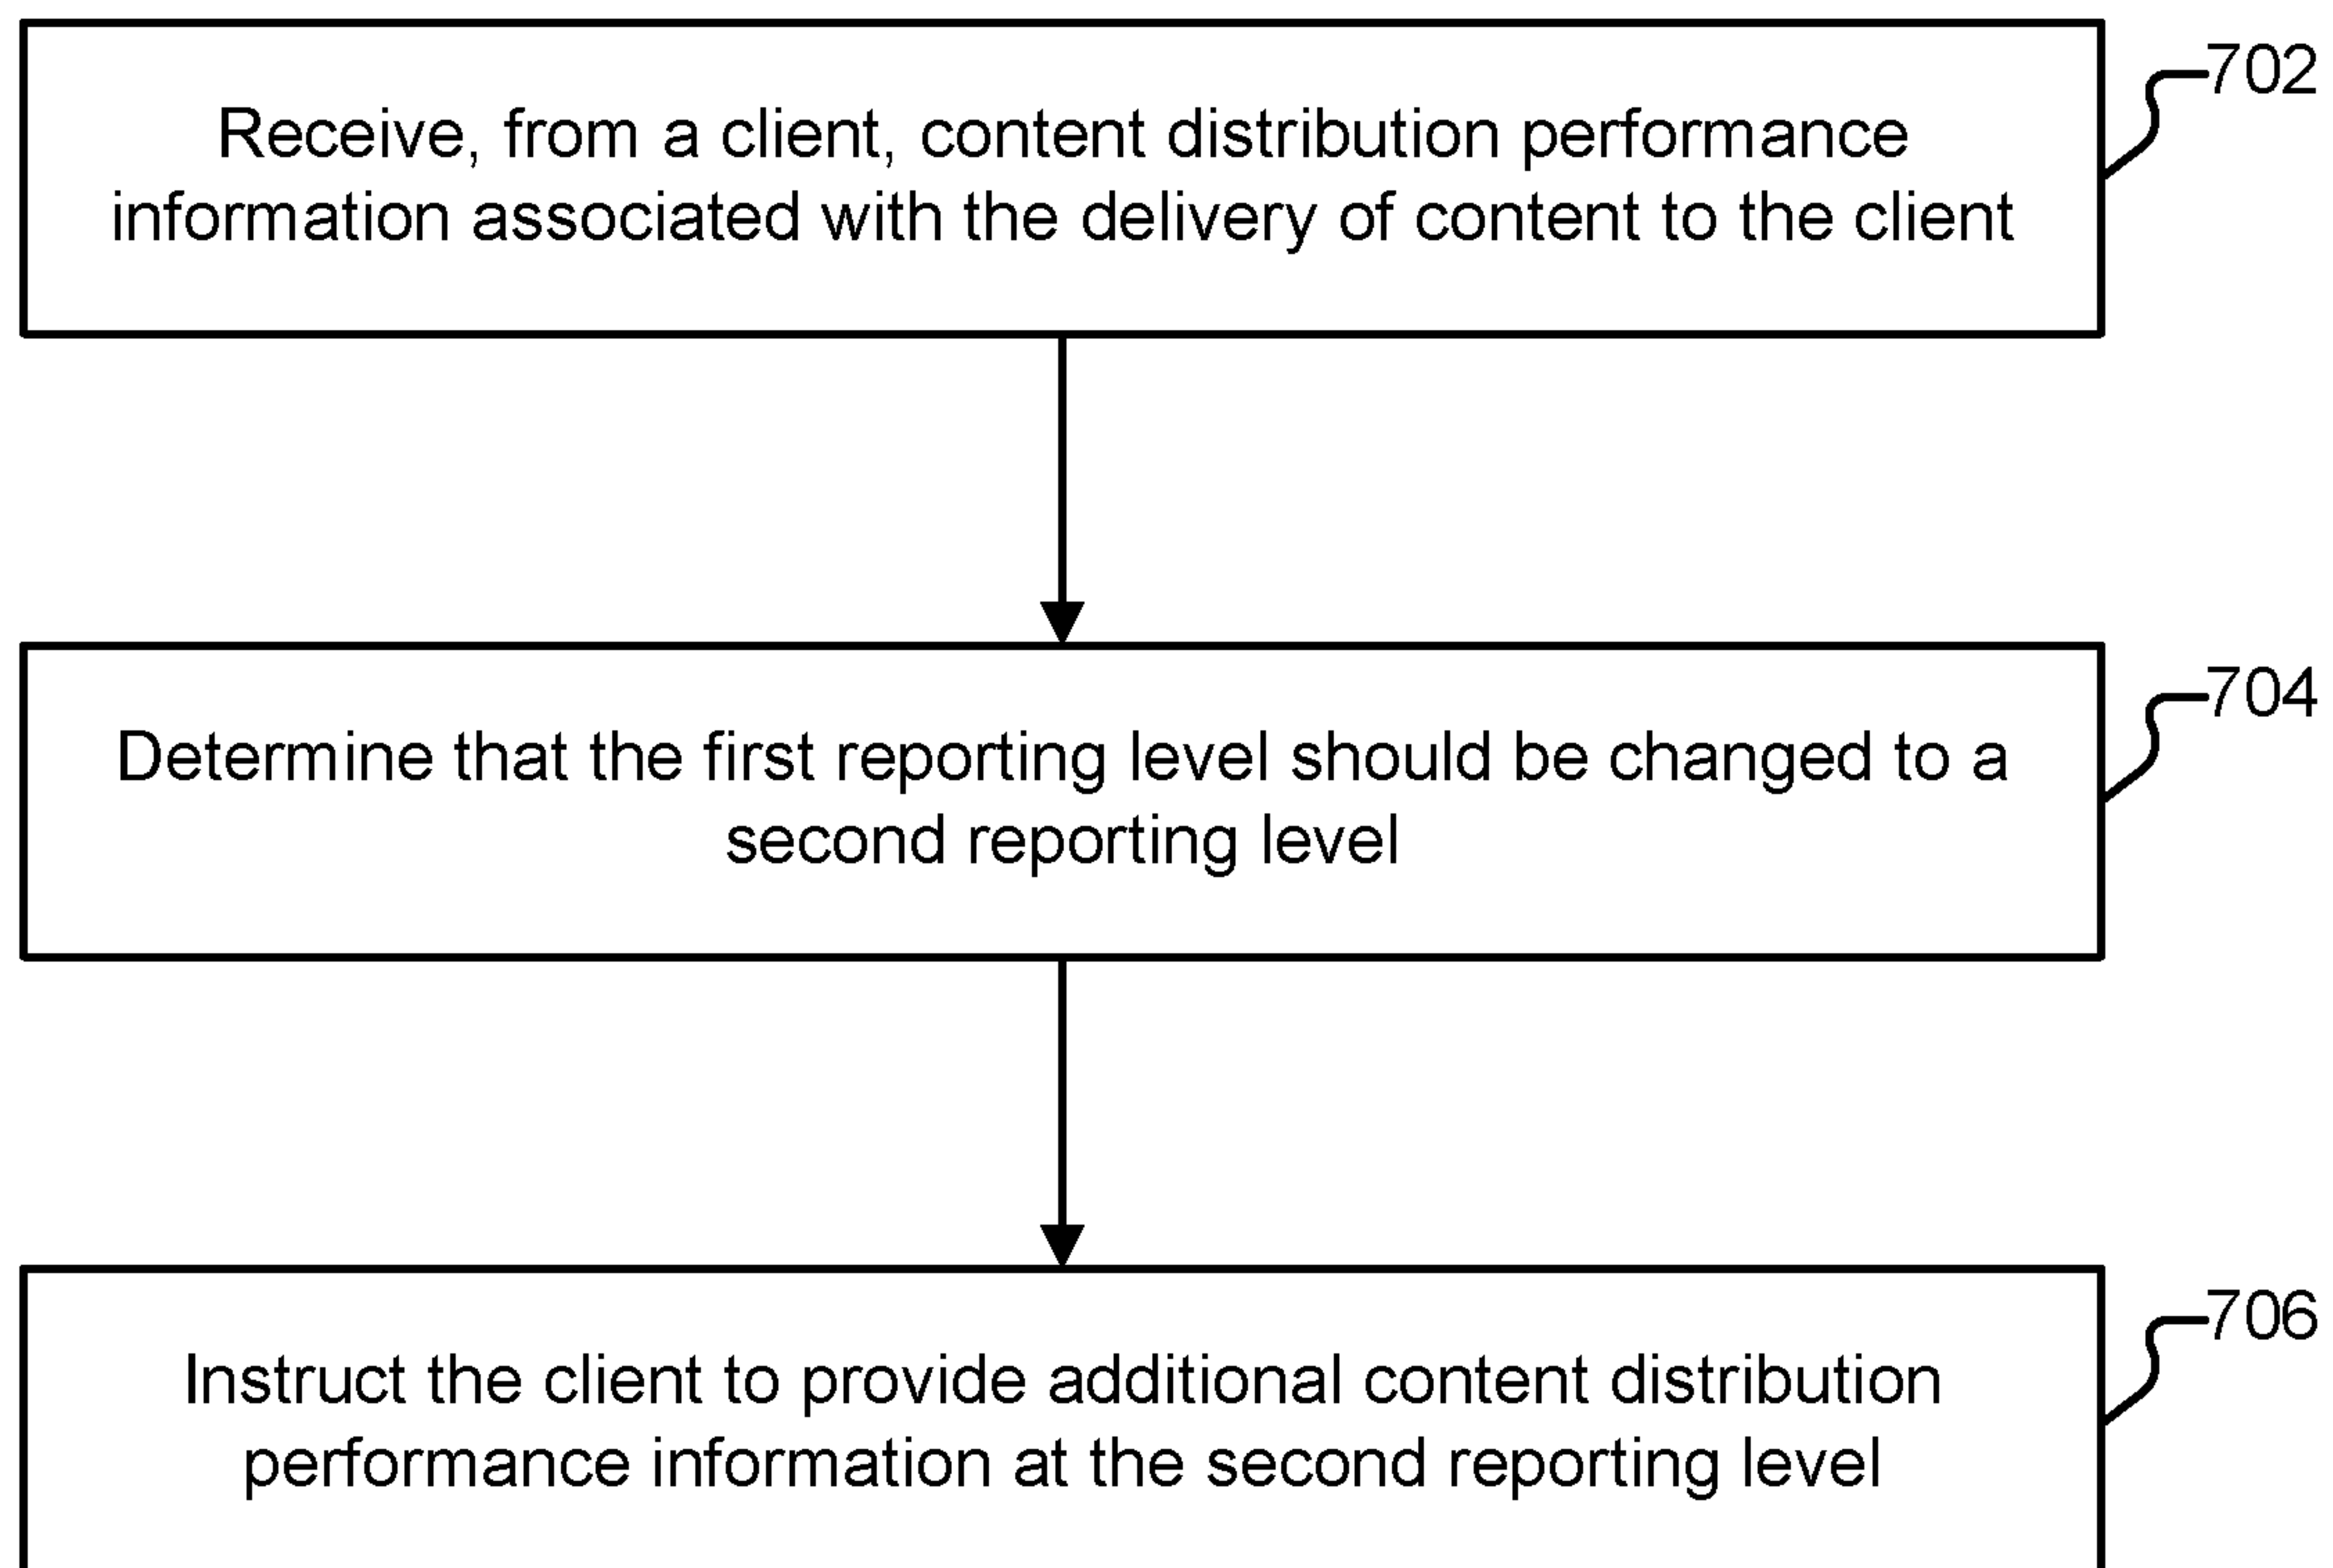 702
Receive, from a client, content distribution performance
information associated with the delivery of content to the client
704
Determine that the first reporting level should be changed to a
second reporting level
706
Instruct the client to provide additional content distribution
performance information at the second reporting level